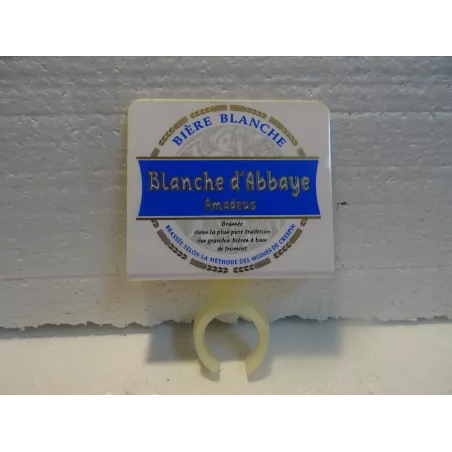 BIÈRE BLANCHE
Blanche d'Abbaye
Amadeus
Brassée
dans la plus pure tradition
des grandes bières à base
de froment
BRASSÉE SELON LA MÉTHODE DES MOINES DE CRESPIN